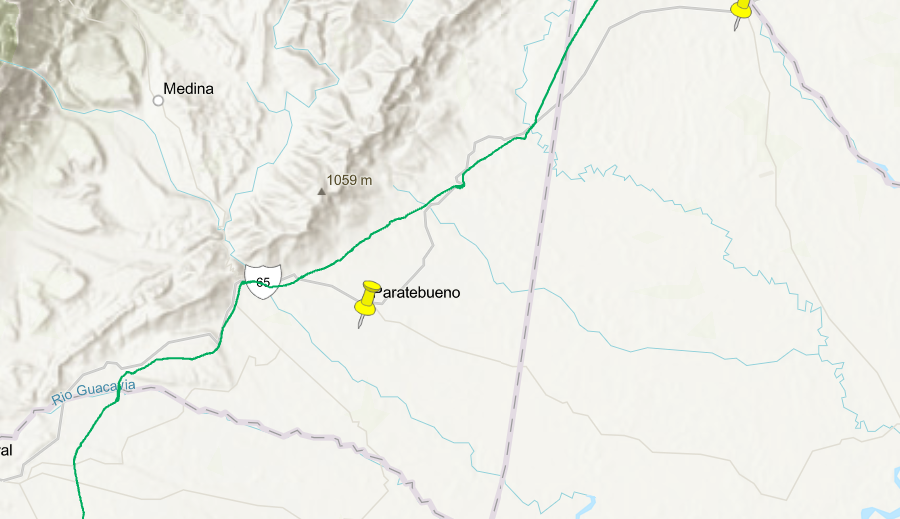 Medina
1059 m
65
Paratebueno
Rio Guacavia
al